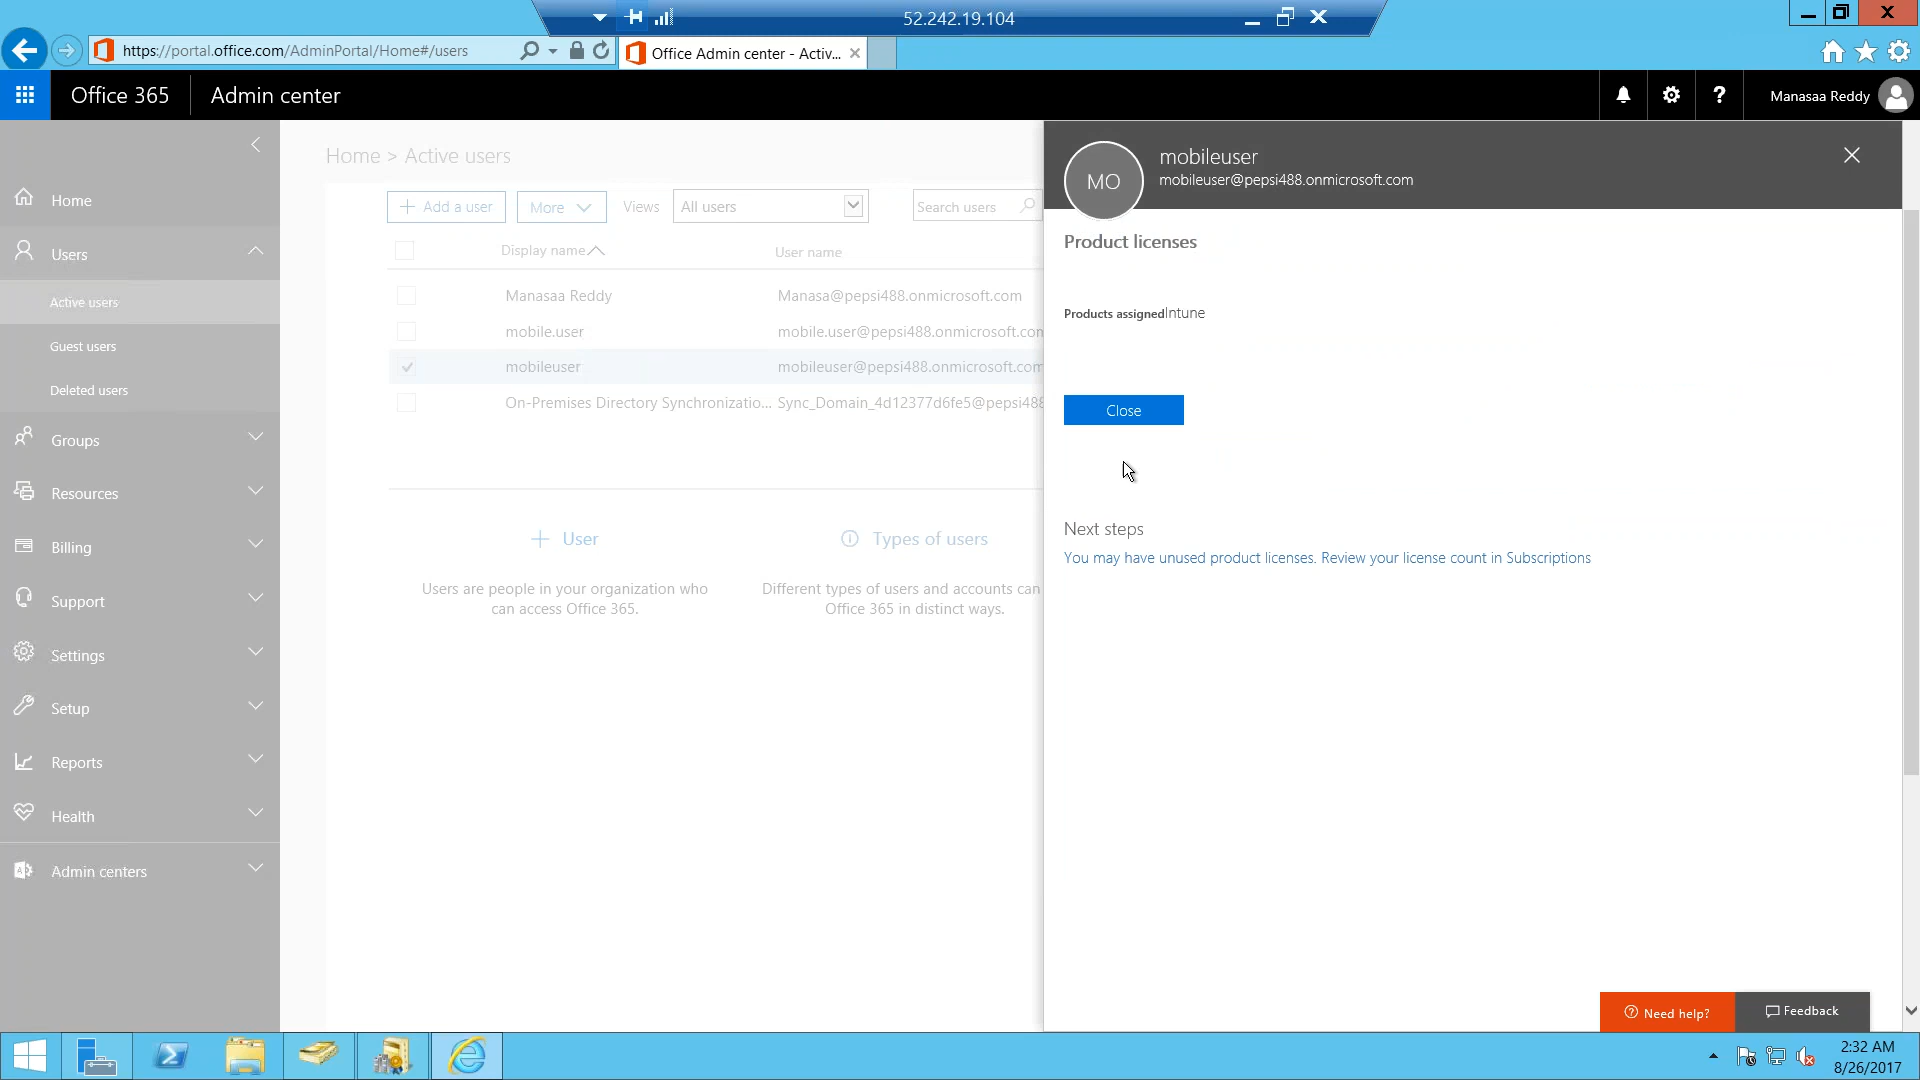 52.242.19.104
https://portal.office.com/AdminPortal/Home#/users
Office Admin center - Activ...
Office 365
Admin center
Manasaa Reddy
Home
Users
Active users
Guest users
Deleted users
Groups
Resources
Billing
Support
Settings
Setup
Reports
Health
Admin centers
Home > Active users
Add a user
More
Views
All users
Search users
Display name
User name
Manasaa Reddy
Manasa@pepsi488.onmicrosoft.com
mobile.user
mobile.user@pepsi488.onmicrosoft.com
mobileuser
mobileuser@pepsi488.onmicrosoft.com
On-Premises Directory Synchronizatio...
Sync_Domain_4d12377d6fe5@pepsi488
User
Users are people in your organization who
can access Office 365.
Types of users
Different types of users and accounts can
Office 365 in distinct ways.
MO
mobileuser
mobileuser@pepsi488.onmicrosoft.com
Product licenses
Products assignedIntune
Close
Next steps
You may have unused product licenses. Review your license count in Subscriptions
Need help?
Feedback
2:32 AM
8/26/2017